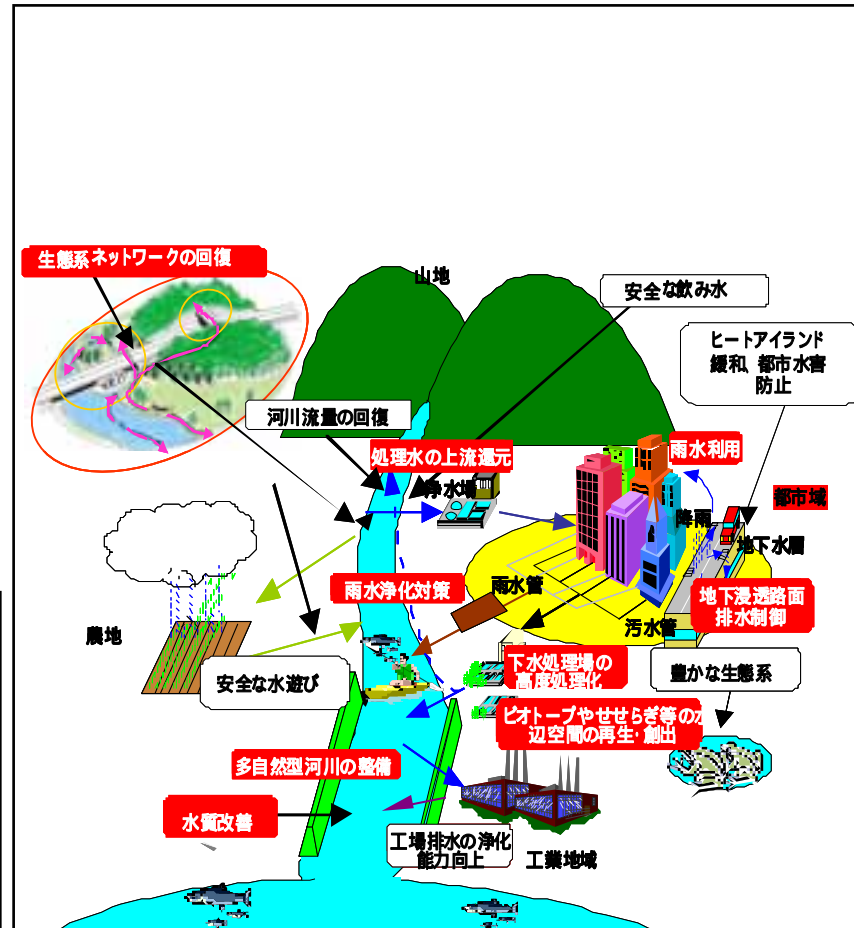 生態系ネットワークの回復
山地
安全な飲み水
ヒートアイランド
緩和、都市水害
防止
河川流量の回復
処理水の上流還元
雨水利用
浄水場
都市域
降雨
地下水層
雨水浄化対策
雨水管
地下浸透路面
排水制御
農地
汚水管
下水処理場の
高度処理化
豊かな生態系
安全な水遊び
ビオトープやせせらぎ等の水
辺空間の再生・創出
多自然型河川の整備
水質改善
工場排水の浄化
能力向上
工業地域